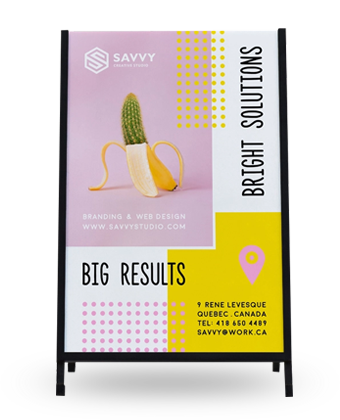 SAVVY
CREATIVE STUDIO
BRIGHT SOLUTIONS
BRANDING & WEB DESIGN
WWW.SAVVYSTUDIO.COM
BIG RESULTS
9 RENE LEVESQUE
QUEBEC . CANADA
TEL: 418 650 4489
SAVVY@WORK.CA